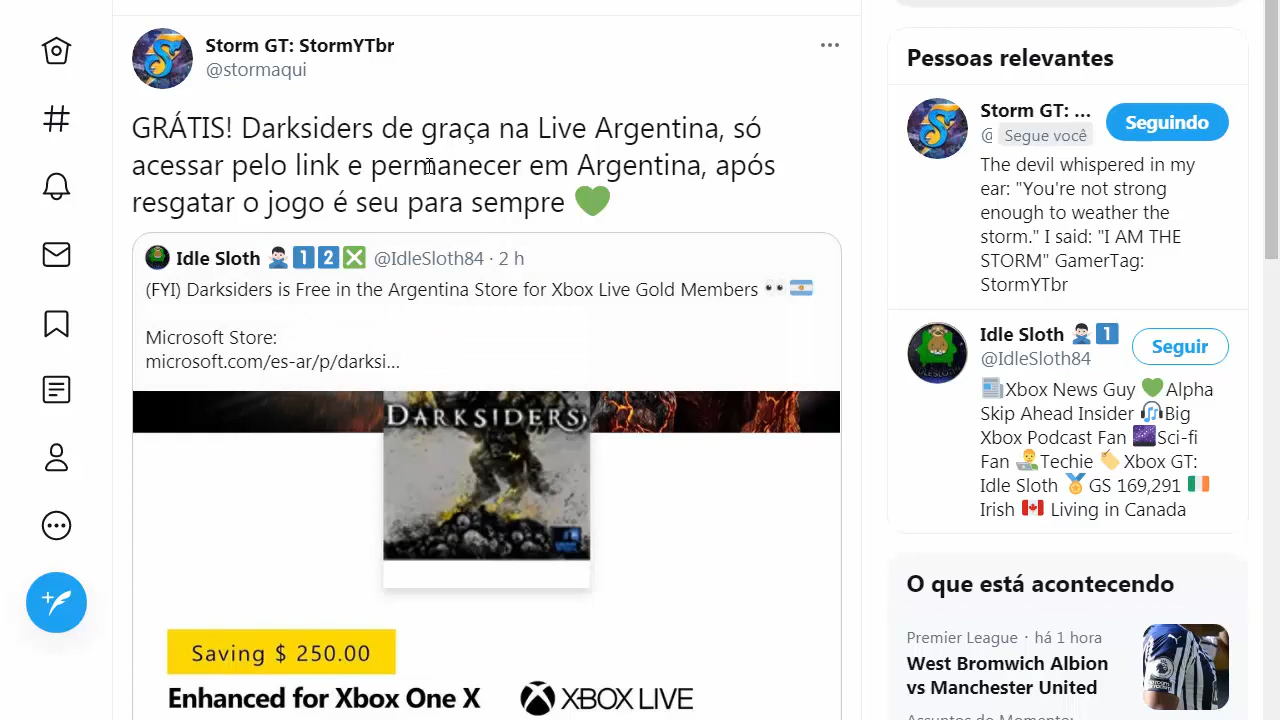 Storm GT: StormYTbr
@stormaqui
GRÁTIS! Darksiders de graça na Live Argentina, só
acessar pelo link e permanecer em Argentina, após
resgatar o jogo é seu para sempre 💚
Idle Sloth 🙅🏻‍♂️1️⃣2️⃣❎ @IdleSloth84 · 2 h
(FYI) Darksiders is Free in the Argentina Store for Xbox Live Gold Members 👀🇦🇷
Microsoft Store:
microsoft.com/es-ar/p/darksi...
DARKSIDERS
Saving $ 250.00
Enhanced for Xbox One X
XBOX LIVE
Pessoas relevantes
Storm GT: ...
@
Segue você
Seguindo
The devil whispered in my
ear: "You're not strong
enough to weather the
storm." I said: "I AM THE
STORM" GamerTag:
StormYTbr
Idle Sloth 🙅🏻‍♂️1️⃣
@IdleSloth84
Seguir
📰Xbox News Guy 💚Alpha
Skip Ahead Insider 🎧Big
Xbox Podcast Fan 🌌Sci-fi
Fan 👨‍💻Techie 🏷️Xbox GT:
Idle Sloth 🏅GS 169,291 🇮🇪
Irish 🇨🇦 Living in Canada
O que está acontecendo
Premier League · há 1 hora
West Bromwich Albion
vs Manchester United
Assuntos do Momento: